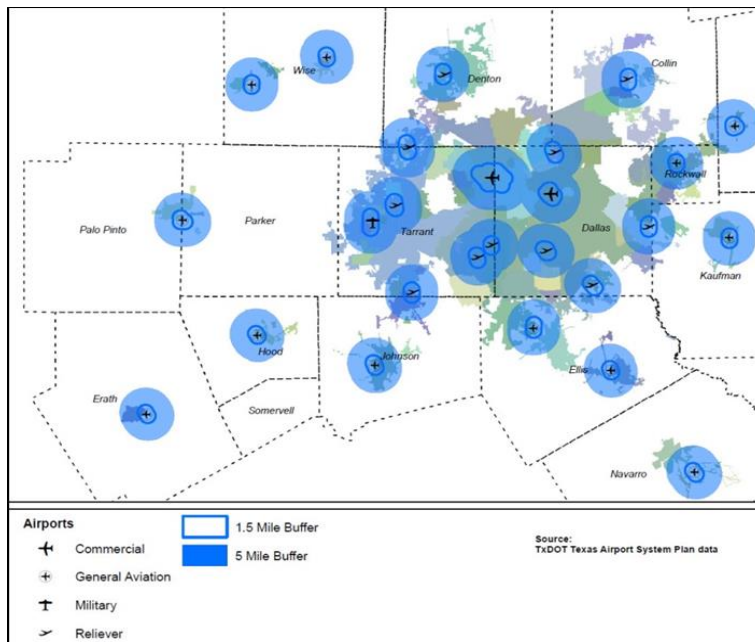 Wise
Denton
Collin
Rockwall
Palo Pinto
Parker
Tarrant
Dallas
Kaufman
Hood
Johnson
Ellis
Erath
Somervell
Navarro
Airports
Commercial
General Aviation
Military
Reliever
1.5 Mile Buffer
5 Mile Buffer
Source:
TxDOT Texas Airport System Plan data